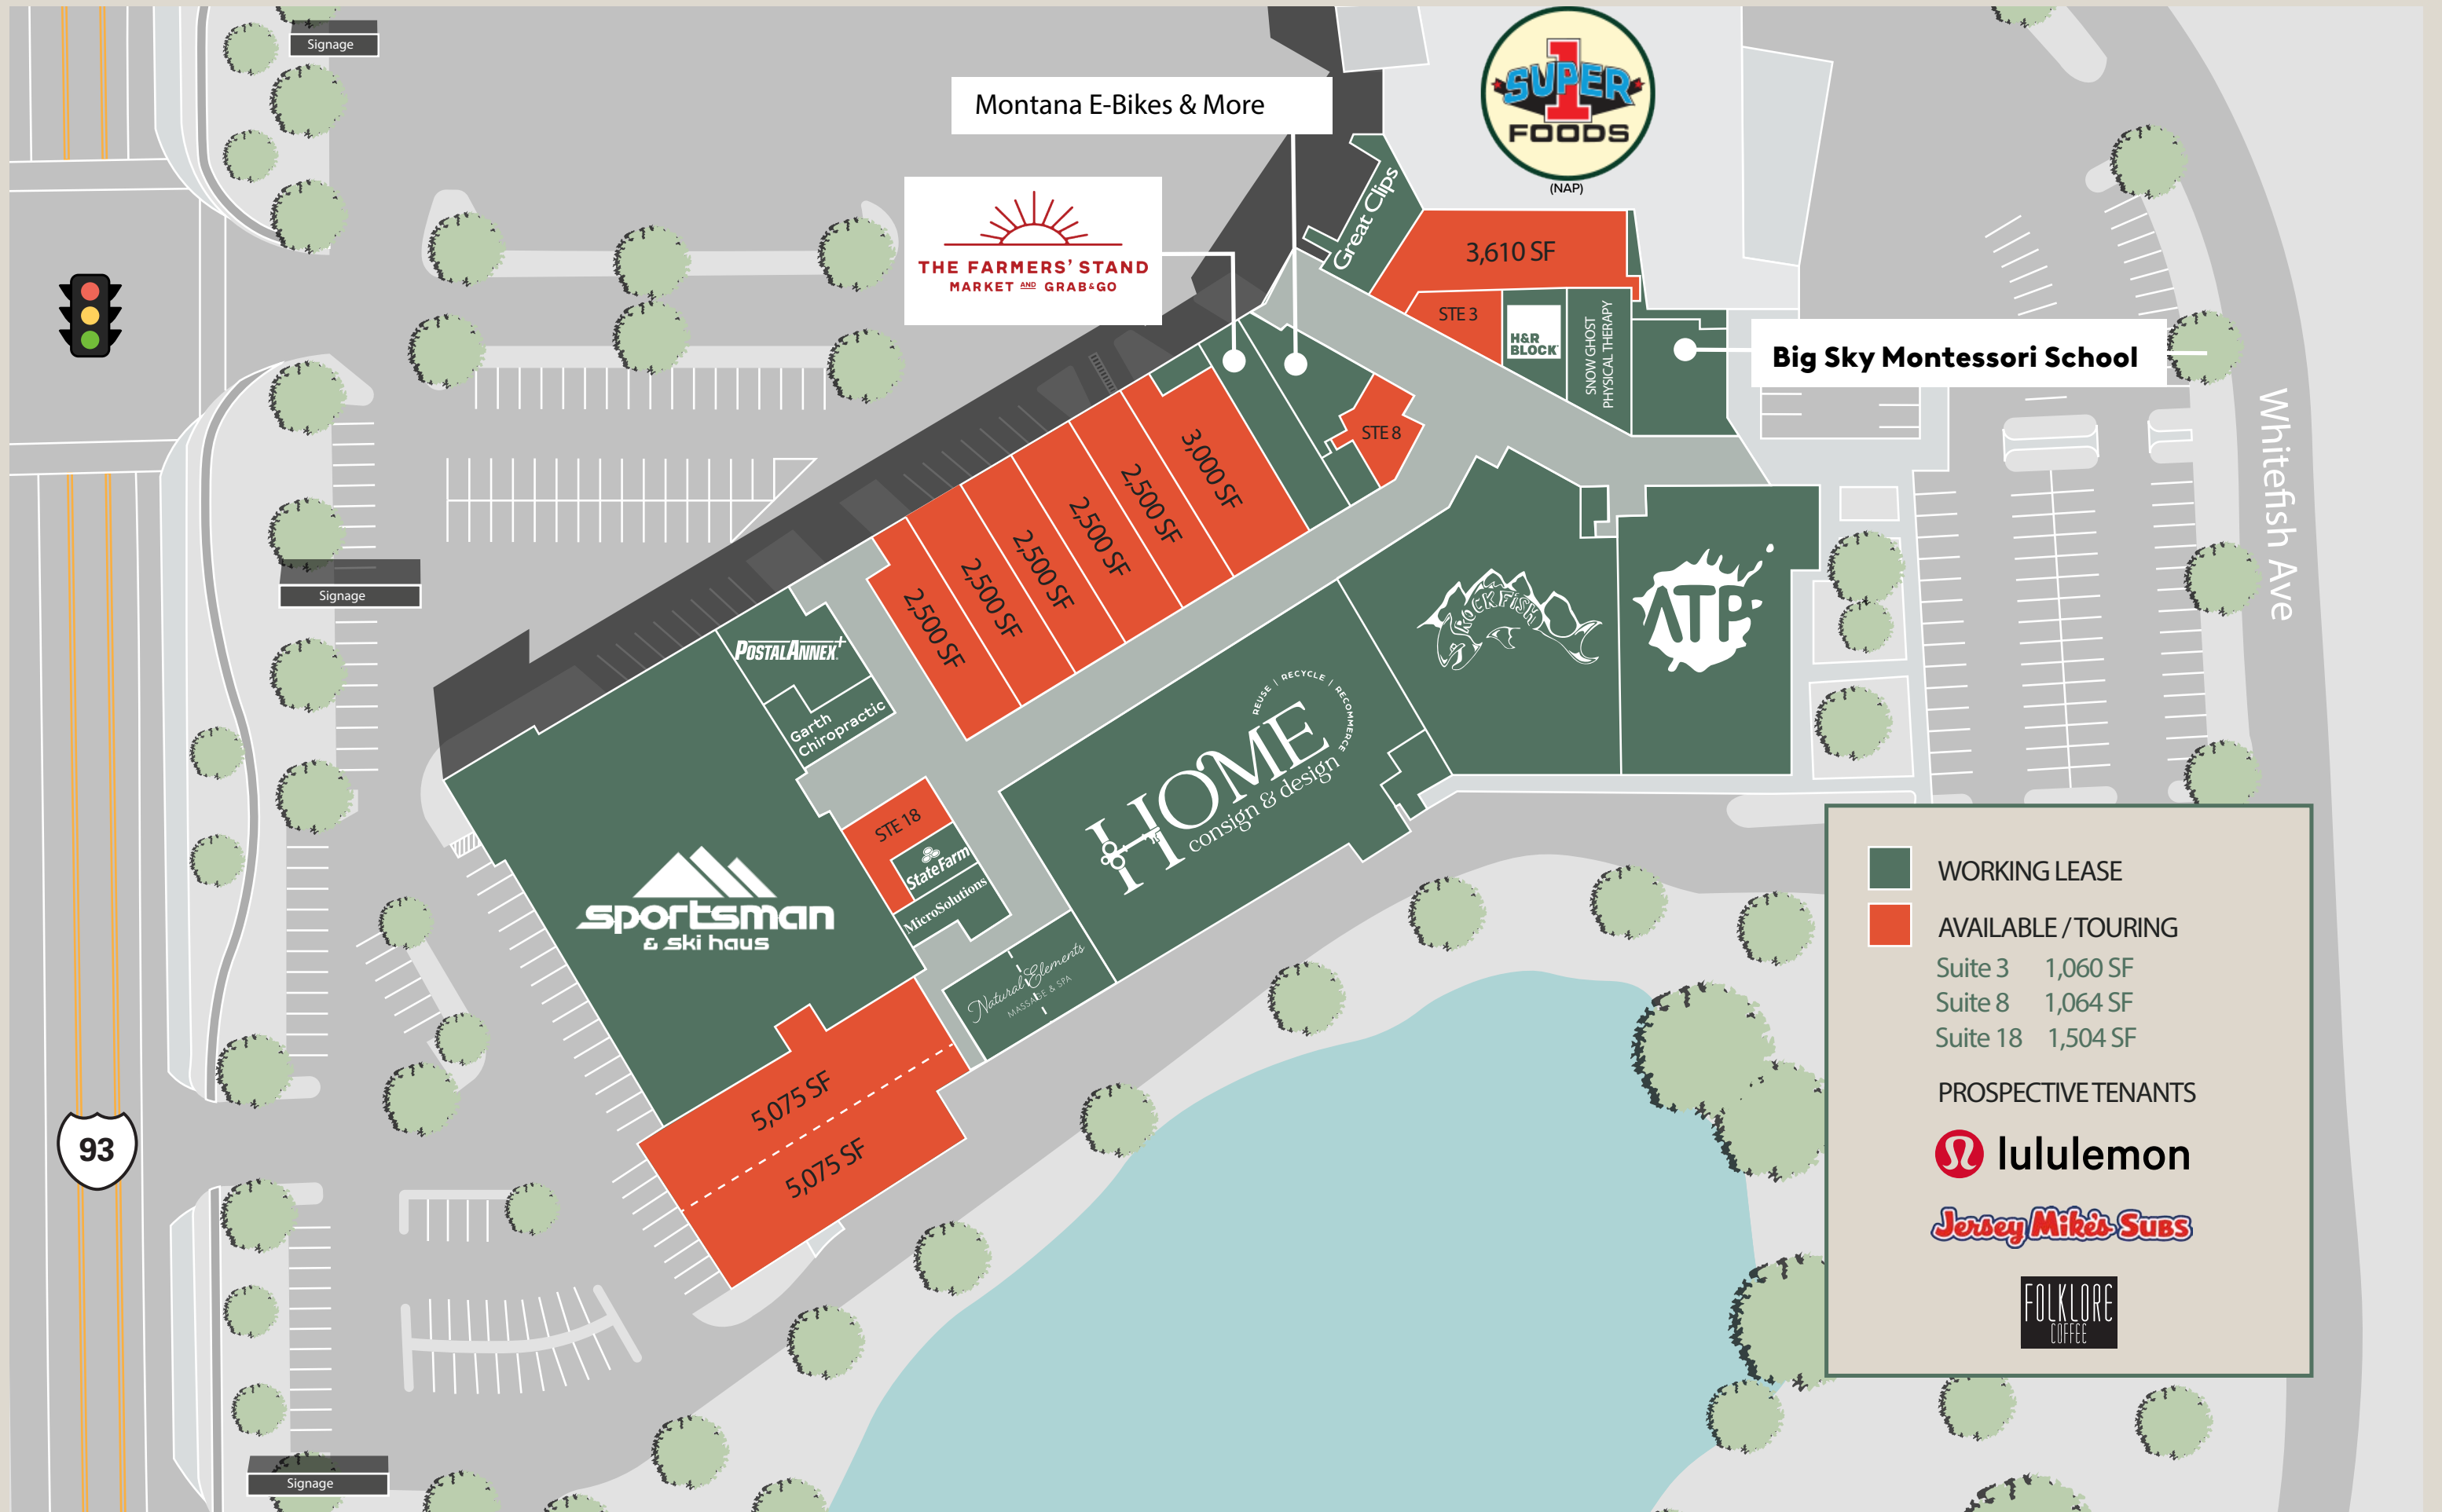 Signage
Montana E-Bikes & More
SUPER
1
FOODS
(NAP)
THE FARMERS' STAND
MARKET AND GRAB&GO
Great Clips
3,610 SF
STE 3
H&R
BLOCK
SNOW GHOST
PHYSICAL THERAPY
Big Sky Montessori School
Whitefish Ave
STE 8
3,000 SF
2,500 SF
2,500 SF
2,500 SF
2,500 SF
2,500 SF
Signage
POSTALANNEX+
Garth
Chiropractic
ROCKFISH
ATP
REUSE | RECYCLE | RECOMMERCE
HOME
consign & design
STE 18
StateFarm
MicroSolutions
sportsman
& ski haus
Natural Elements
MASSAGE & SPA
5,075 SF
5,075 SF
93
Signage
WORKING LEASE
AVAILABLE / TOURING
Suite 3 1,060 SF
Suite 8 1,064 SF
Suite 18 1,504 SF
PROSPECTIVE TENANTS
lululemon
Jersey Mike's SUBS
FOLKLORE
COFFEE